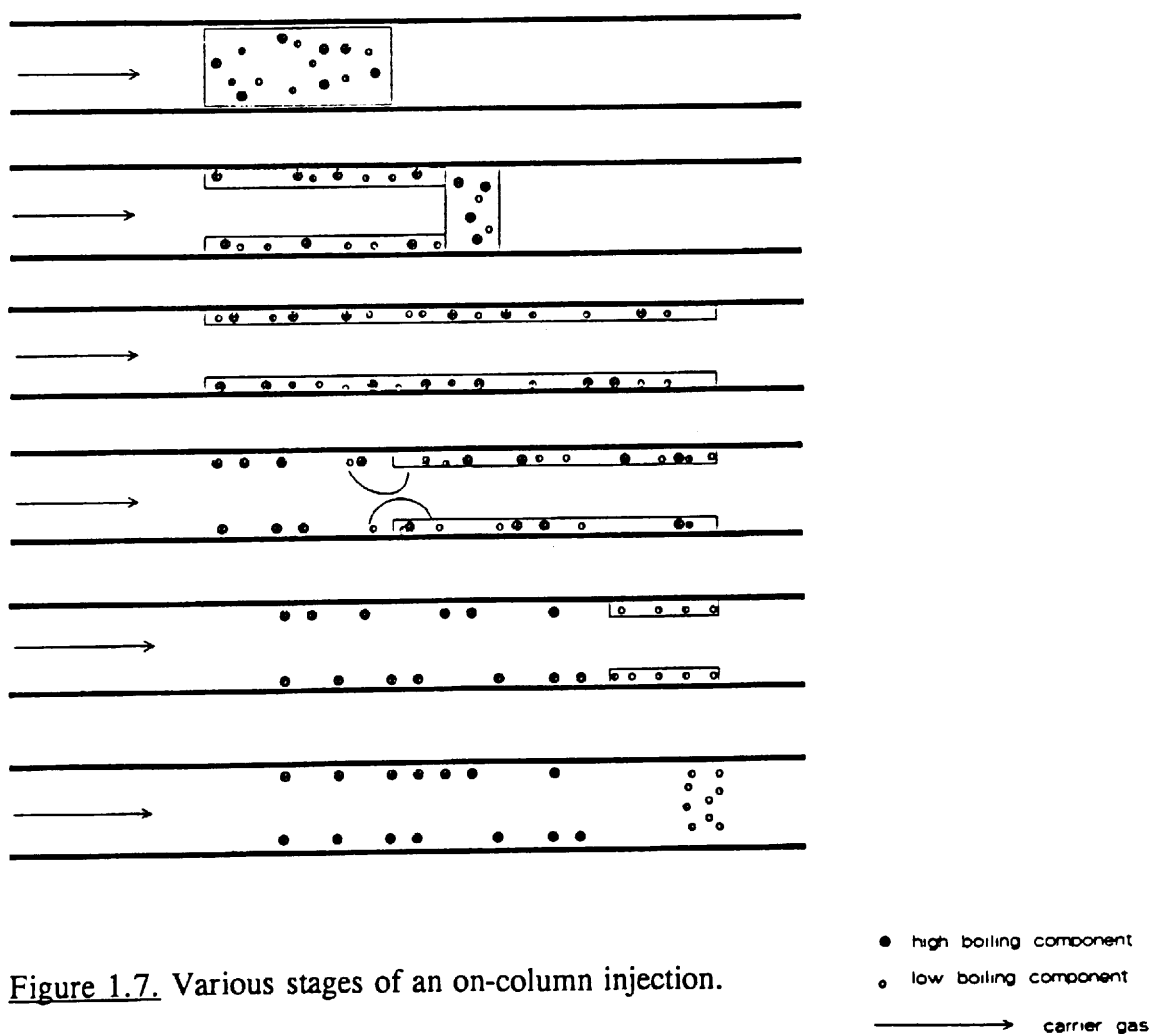 high boiling component
low boiling component
carrier gas
Figure 1.7. Various stages of an on-column injection.